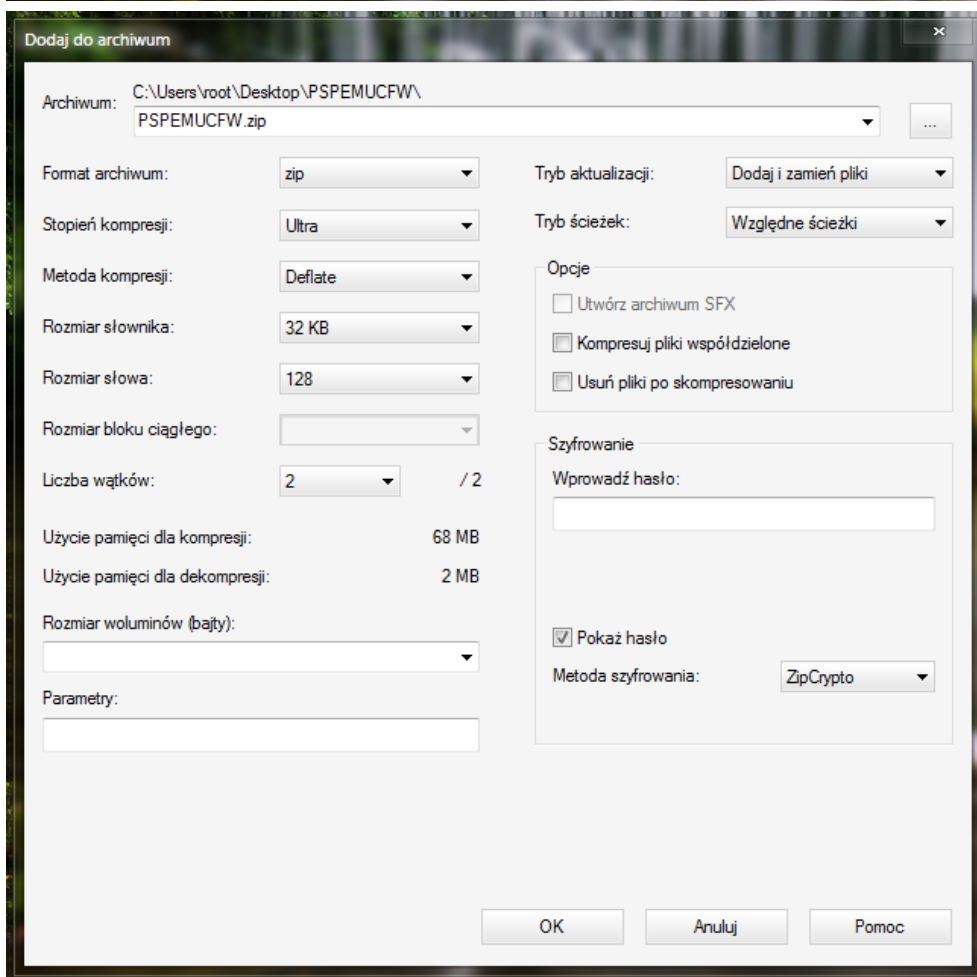 Dodaj do archiwum
Archiwum:
C:\Users\root\Desktop\PSPEMUCFW\
PSPEMUCFW.zip
...
Format archiwum: zip
Stopień kompresji: Ultra
Metoda kompresji: Deflate
Rozmiar słownika: 32 KB
Rozmiar słowa: 128
Rozmiar bloku ciągłego:
Liczba wątków: 2 / 2
Użycie pamięci dla kompresji: 68 MB
Użycie pamięci dla dekompresji: 2 MB
Rozmiar woluminów (bajty):
Parametry:
Tryb aktualizacji: Dodaj i zamień pliki
Tryb ścieżek: Względne ścieżki
Opcje
Utwórz archiwum SFX
Kompresuj pliki współdzielone
Usuń pliki po skompresowaniu
Szyfrowanie
Wprowadź hasło:
Pokaż hasło
Metoda szyfrowania: ZipCrypto
OK Anuluj Pomoc